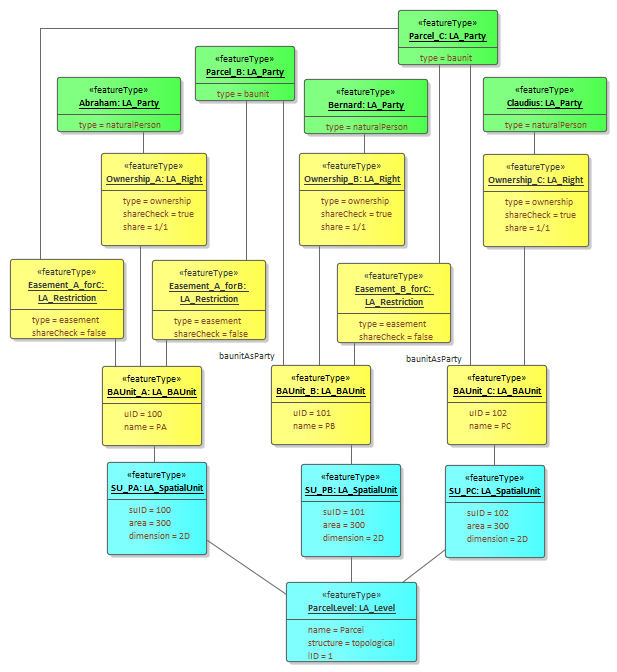 «featureType»
Parcel_C: LA_Party
type = baunit
«featureType»
Parcel_B: LA_Party
type = baunit
«featureType»
Abraham: LA_Party
type = naturalPerson
«featureType»
Bernard: LA_Party
type = naturalPerson
«featureType»
Claudius: LA_Party
type = naturalPerson
«featureType»
Ownership_A: LA_Right
type = ownership
shareCheck = true
share = 1/1
«featureType»
Ownership_B: LA_Right
type = ownership
shareCheck = true
share = 1/1
«featureType»
Ownership_C: LA_Right
type = ownership
shareCheck = true
share = 1/1
«featureType»
Easement_A_forC:
LA_Restriction
type = easement
shareCheck = false
«featureType»
Easement_A_forB:
LA_Restriction
type = easement
shareCheck = false
«featureType»
Easement_B_forC:
LA_Restriction
type = easement
shareCheck = false
baunitAsParty
baunitAsParty
«featureType»
BAUnit_A: LA_BAUnit
uID = 100
name = PA
«featureType»
BAUnit_B: LA_BAUnit
uID = 101
name = PB
«featureType»
BAUnit_C: LA_BAUnit
uID = 102
name = PC
«featureType»
SU_PA: LA_SpatialUnit
suID = 100
area = 300
dimension = 2D
«featureType»
SU_PB: LA_SpatialUnit
suID = 101
area = 300
dimension = 2D
«featureType»
SU_PC: LA_SpatialUnit
suID = 102
area = 300
dimension = 2D
«featureType»
ParcelLevel: LA_Level
name = Parcel
structure = topological
lID = 1